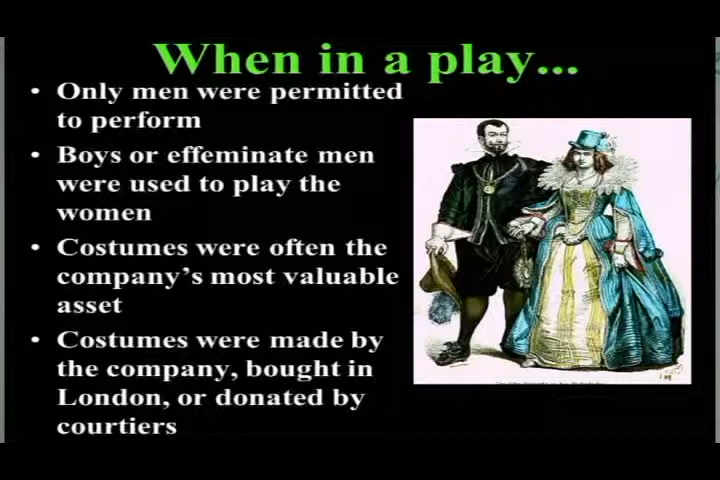 When in a play...
• Only men were permitted
to perform
• Boys or effeminate men
were used to play the
women
• Costumes were often the
company's most valuable
asset
• Costumes were made by
the company, bought in
London, or donated by
courtiers